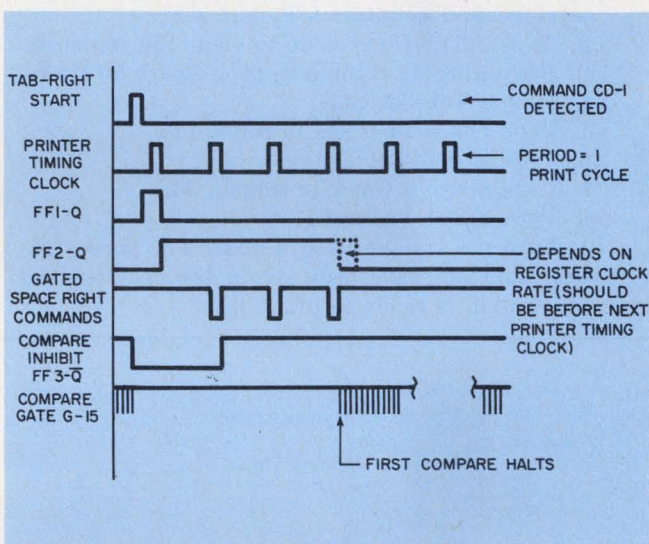 TAB-RIGHT
START
COMMAND CD-1
DETECTED
PRINTER
TIMING
CLOCK
PERIOD= 1
PRINT CYCLE
FF1-Q
FF2-Q
DEPENDS ON
REGISTER CLOCK
RATE (SHOULD
BE BEFORE NEXT
PRINTER TIMING
CLOCK)
GATED
SPACE RIGHT
COMMANDS
COMPARE
INHIBIT
FF3-Q̅
COMPARE
GATE G-15
FIRST COMPARE HALTS